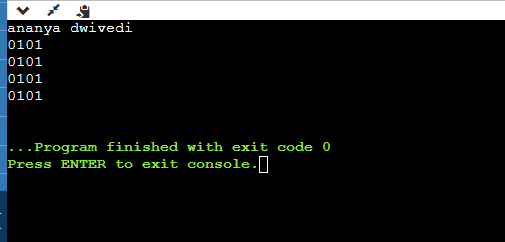 ananya dwivedi
0101
0101
0101
0101
...Program finished with exit code 0
Press ENTER to exit console.